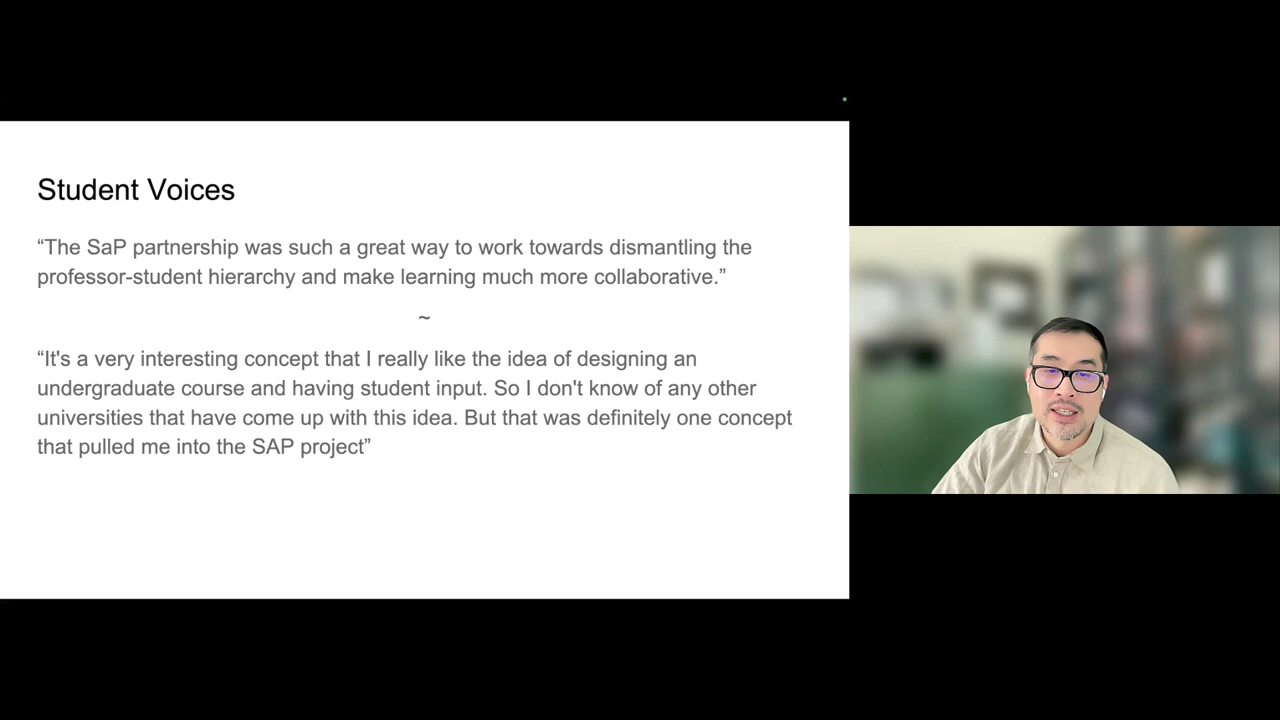 Student Voices
“The SaP partnership was such a great way to work towards dismantling the
professor-student hierarchy and make learning much more collaborative.”
~
“It's a very interesting concept that I really like the idea of designing an
undergraduate course and having student input. So I don't know of any other
universities that have come up with this idea. But that was definitely one concept
that pulled me into the SAP project”